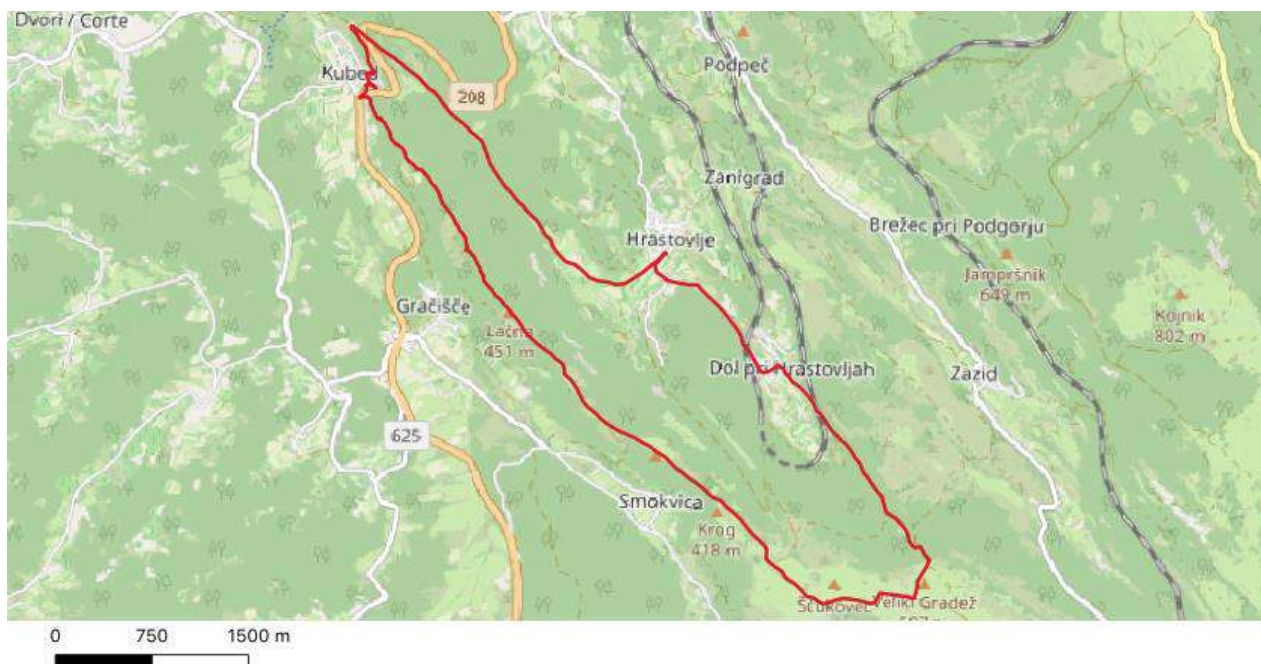 Dvori / Corte
Kubed
208
Podpeč
Zanigrad
Hrastovlje
Brežec pri Podgorju
Jampršnik
649 m
Kojnik
802 m
Gračišče
Lačna
451 m
Dol pri Hrastovljah
Zazid
625
Smokvica
Krog
418 m
Štukovec
Veliki Gradež
0 750 1500 m